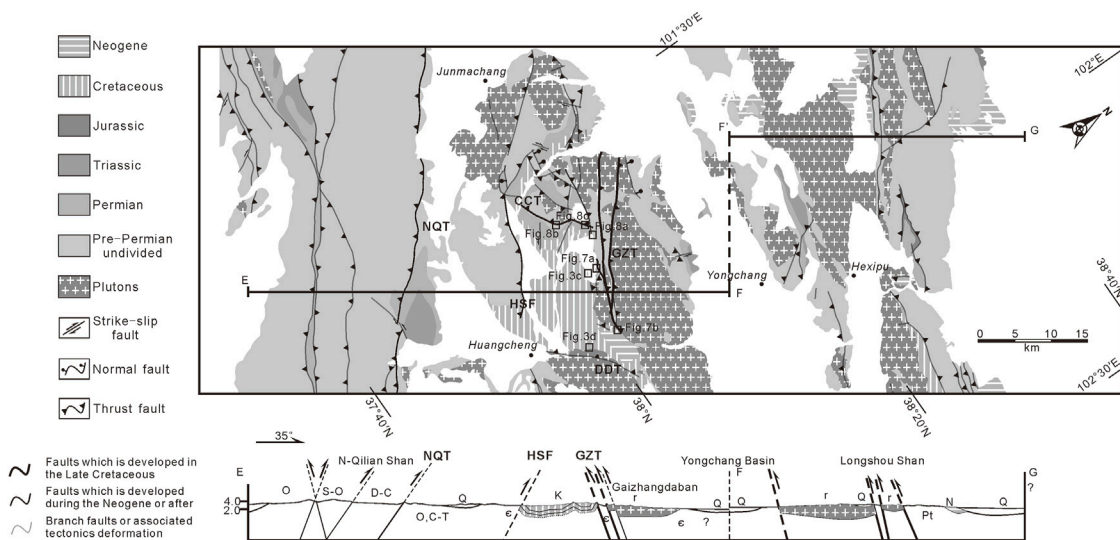 Neogene
Cretaceous
Jurassic
Triassic
Permian
Pre-Permian
undivided
Plutons
Strike-slip
fault
Normal fault
Thrust fault
Faults which is developed in
the Late Cretaceous
Faults which is developed
during the Neogene or after
Branch faults or associated
tectonics deformation
101°30′E
102°E
N
Junmachang
F'
G
CCT
Fig.8c
Fig.8a
Fig.8b
NQT
GZT
Fig.7a
Fig.3c
E
F
Yongchang
Hexipu
38°40′N
HSF
Fig.7b
Fig.3d
Huangcheng
DDT
0 5 10 15
km
37°40′N
38°N
38°20′N
102°30′E
35°
E
N-Qilian Shan
NQT
HSF
GZT
Gaizhangdaban
Yongchang Basin
F
Longshou Shan
G
?
O
S-O
D-C
Q
K
r
Q
Q
r
Q
r
N
Q
4.0
2.0
O,C-T
є
є
є
?
Pt